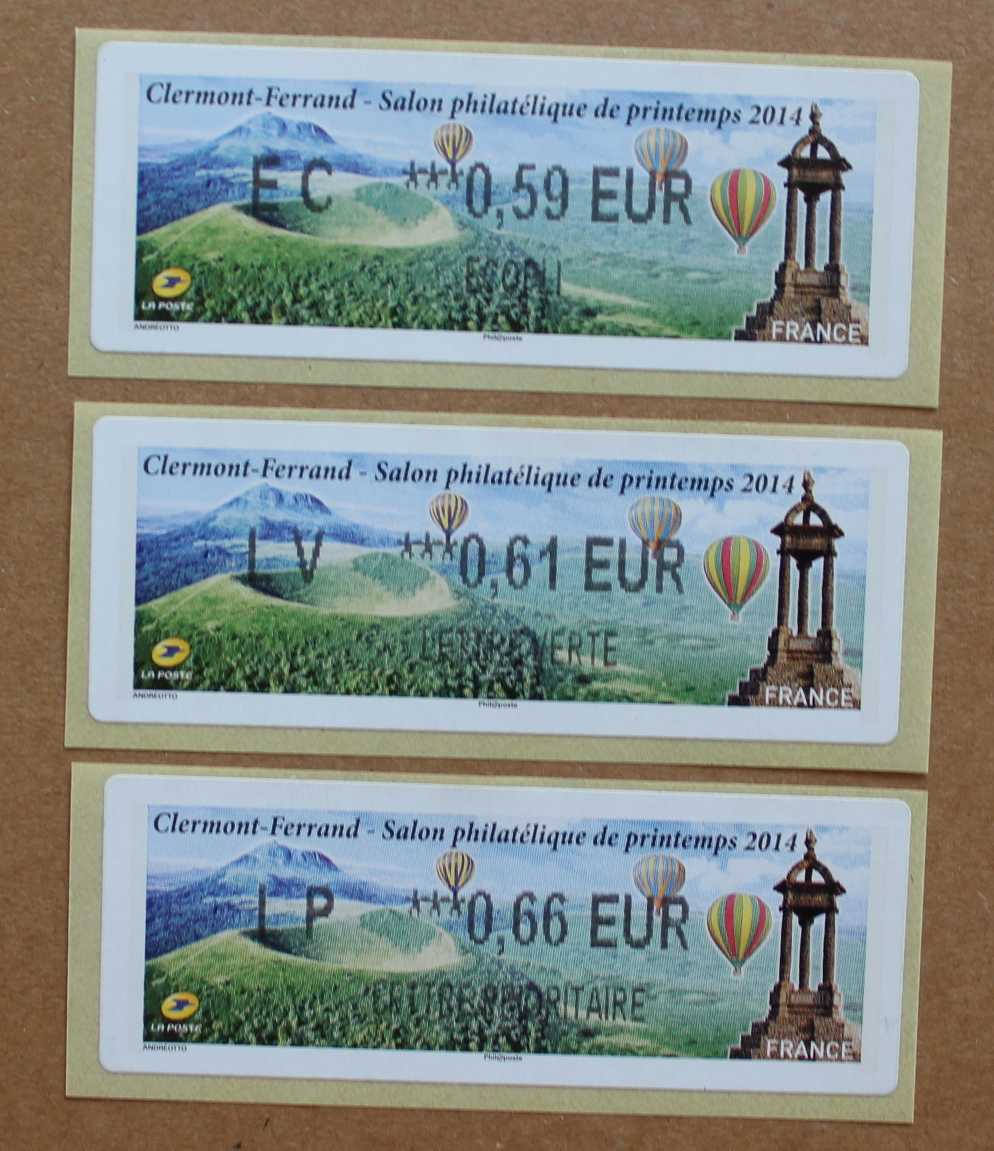 Clermont-Ferrand - Salon philatélique de printemps 2014
EC ***0,59 EUR
ECOPLI
LA POSTE
FRANCE
ANDREOTTO
Phil@poste
Clermont-Ferrand - Salon philatélique de printemps 2014
LV ***0,61 EUR
LETTRE VERTE
LA POSTE
FRANCE
ANDREOTTO
Phil@poste
Clermont-Ferrand - Salon philatélique de printemps 2014
LP ***0,66 EUR
LETTRE PRIORITAIRE
LA POSTE
FRANCE
ANDREOTTO
Phil@poste